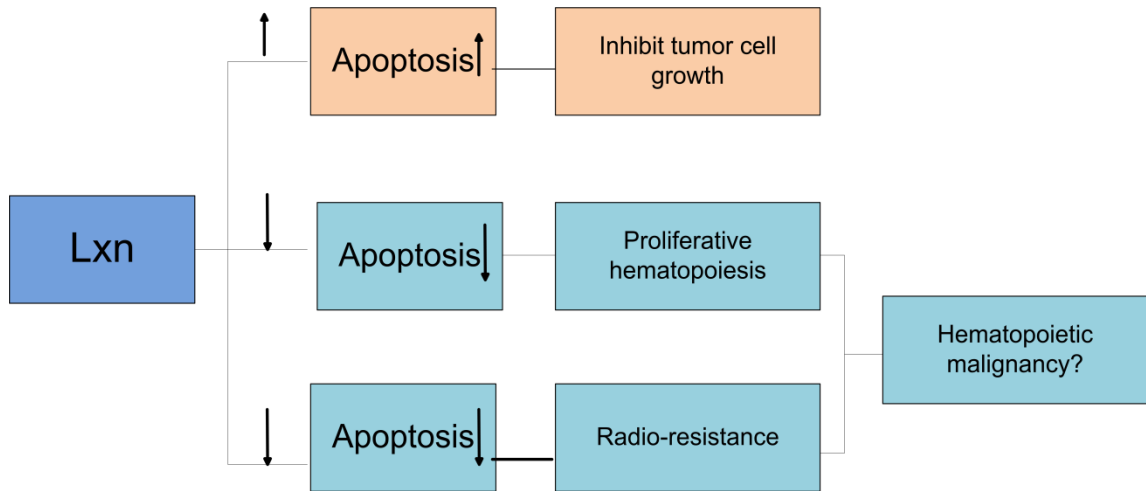 Apoptosis
Inhibit tumor cell
growth
Lxn
Apoptosis
Proliferative
hematopoiesis
Hematopoietic
malignancy?
Apoptosis
Radio-resistance